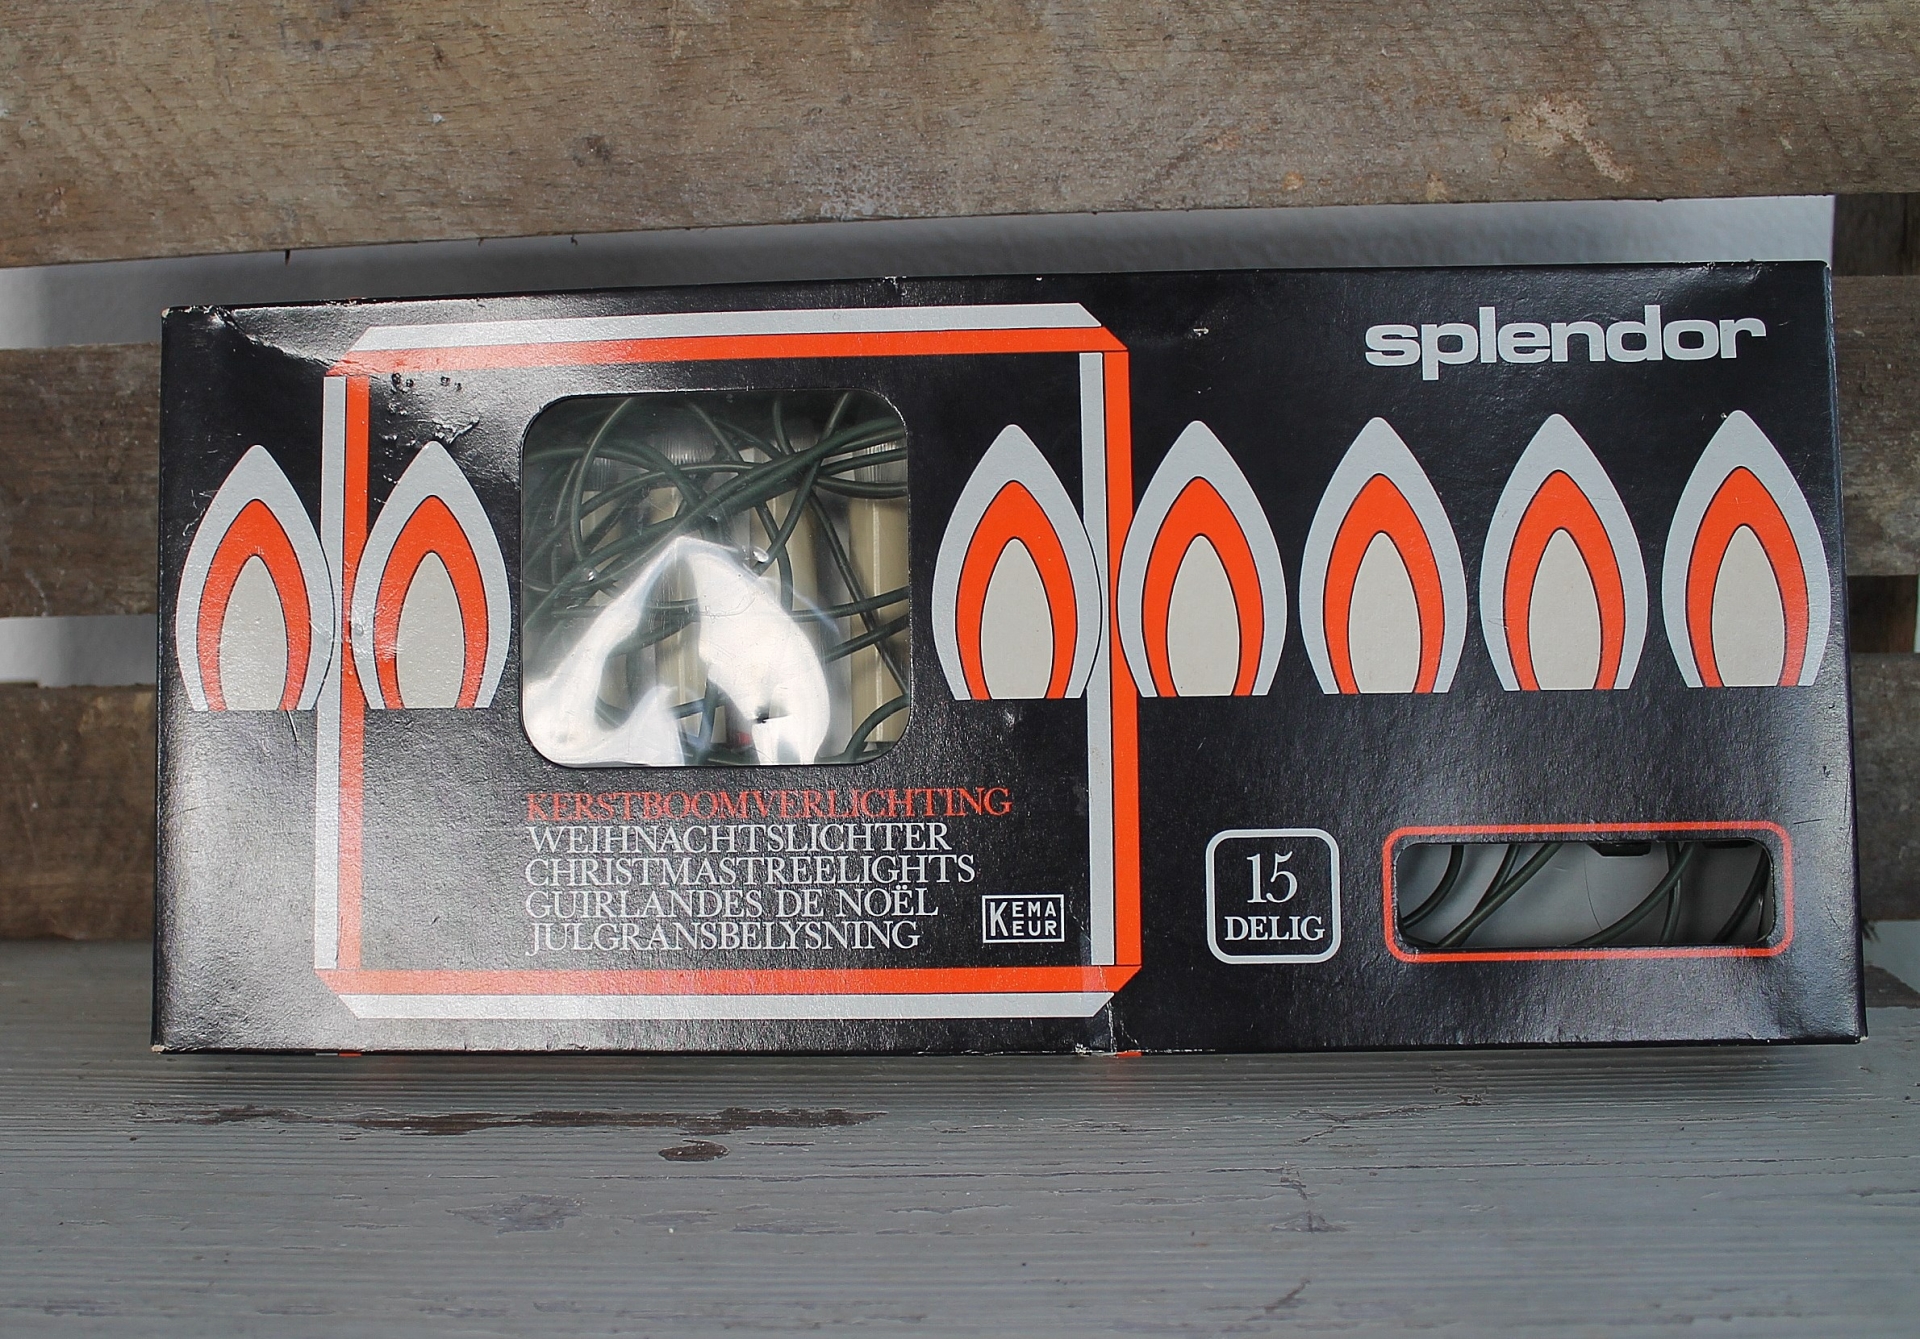 splendor
KERSTBOOMVERLICHTING
WEIHNACHTSLICHTER
CHRISTMASTREELIGHTS
GUIRLANDES DE NOËL
JULGRANSBELYSNING
KEMA
KEUR
15
DELIG